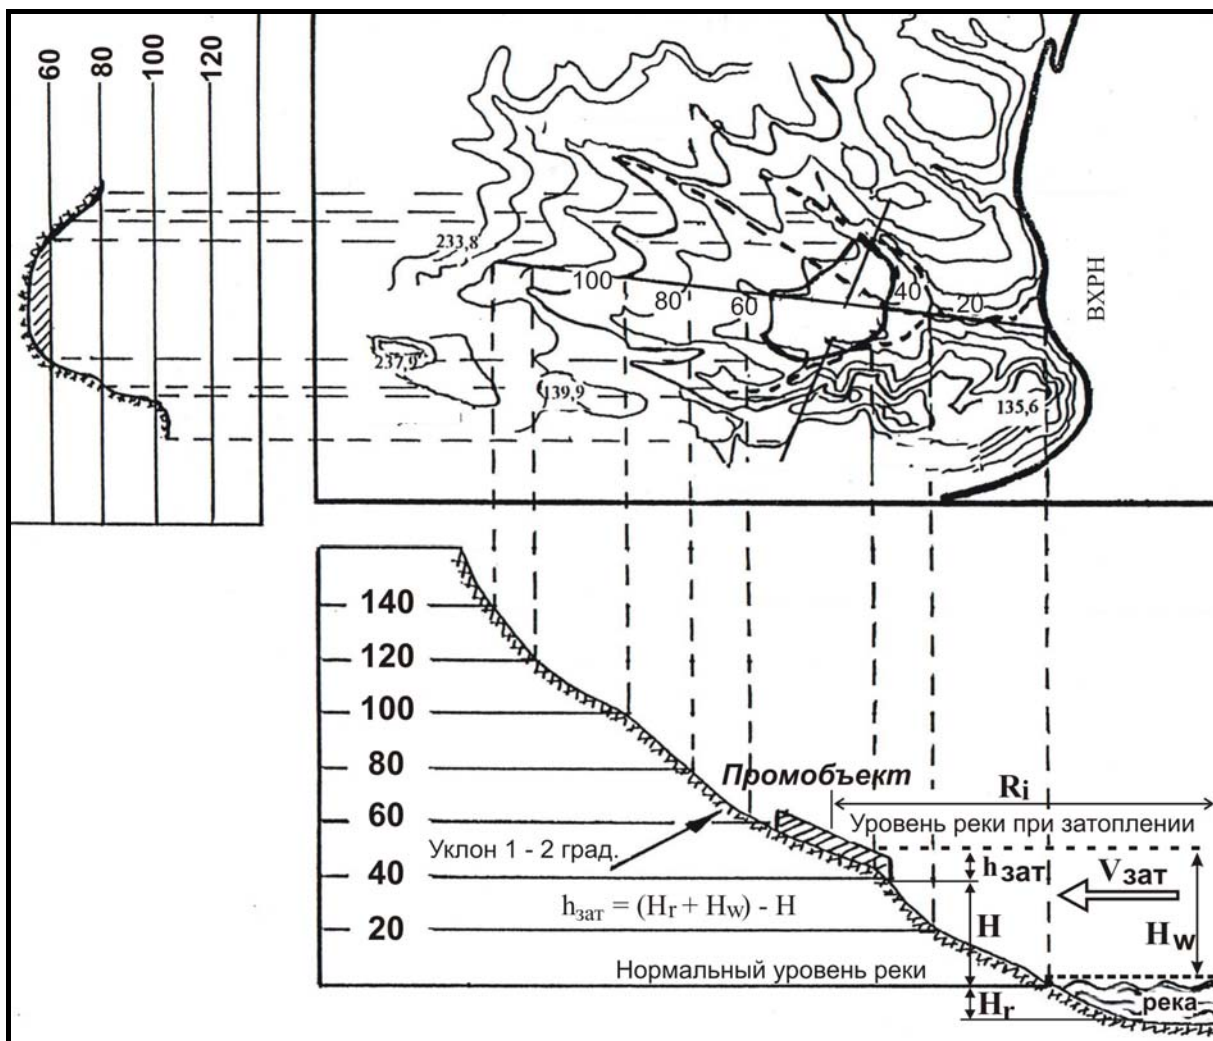 60
80
100
120
233,8
237,9
139,9
135,6
100
80
60
40
20
ВХРН
140
120
100
80
60
40
20
Промобъект
Ri
Уровень реки при затоплении
Уклон 1 - 2 град.
hзат
Vзат
hзат = (Hr + Hw) - H
H
Hw
Нормальный уровень реки
Hr
река